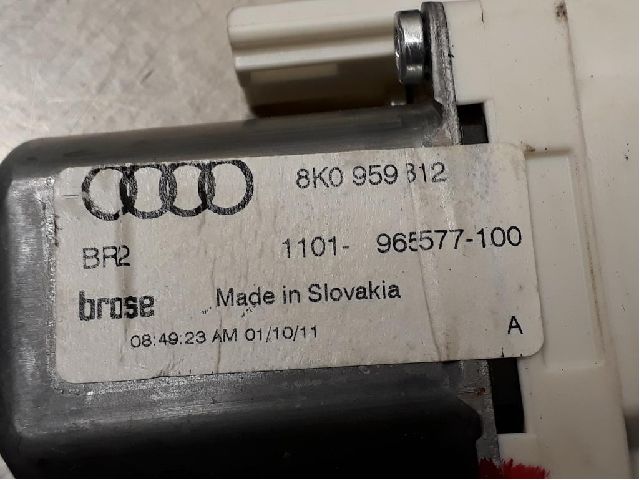 8K0 959 812
BR2 1101- 965577-100
brose Made in Slovakia
08:49:23 AM 01/10/11 A